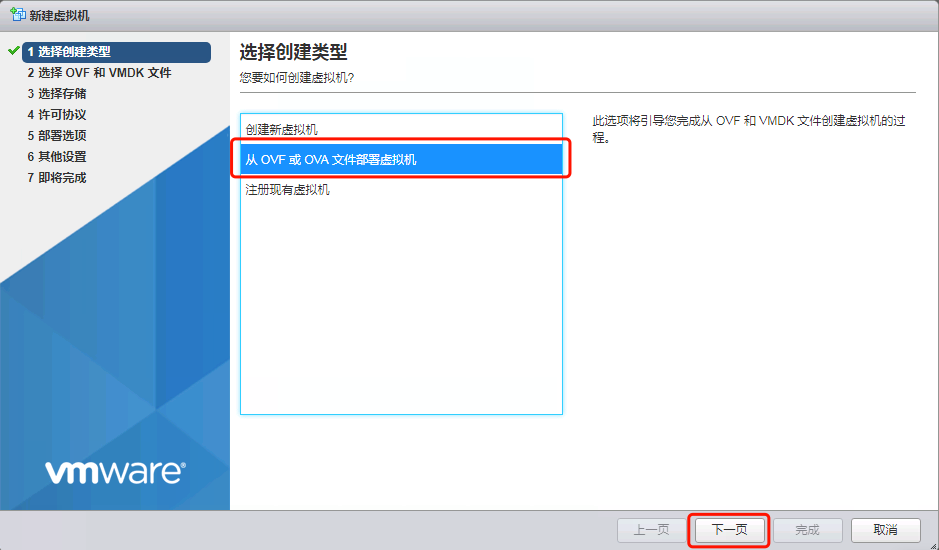 新建虚拟机
1 选择创建类型
2 选择 OVF 和 VMDK 文件
3 选择存储
4 许可协议
5 部署选项
6 其他设置
7 即将完成
vmware®
选择创建类型
您要如何创建虚拟机?
创建新虚拟机
从 OVF 或 OVA 文件部署虚拟机
注册现有虚拟机
此选项将引导您完成从 OVF 和 VMDK 文件创建虚拟机的过
程。
上一页
下一页
完成
取消